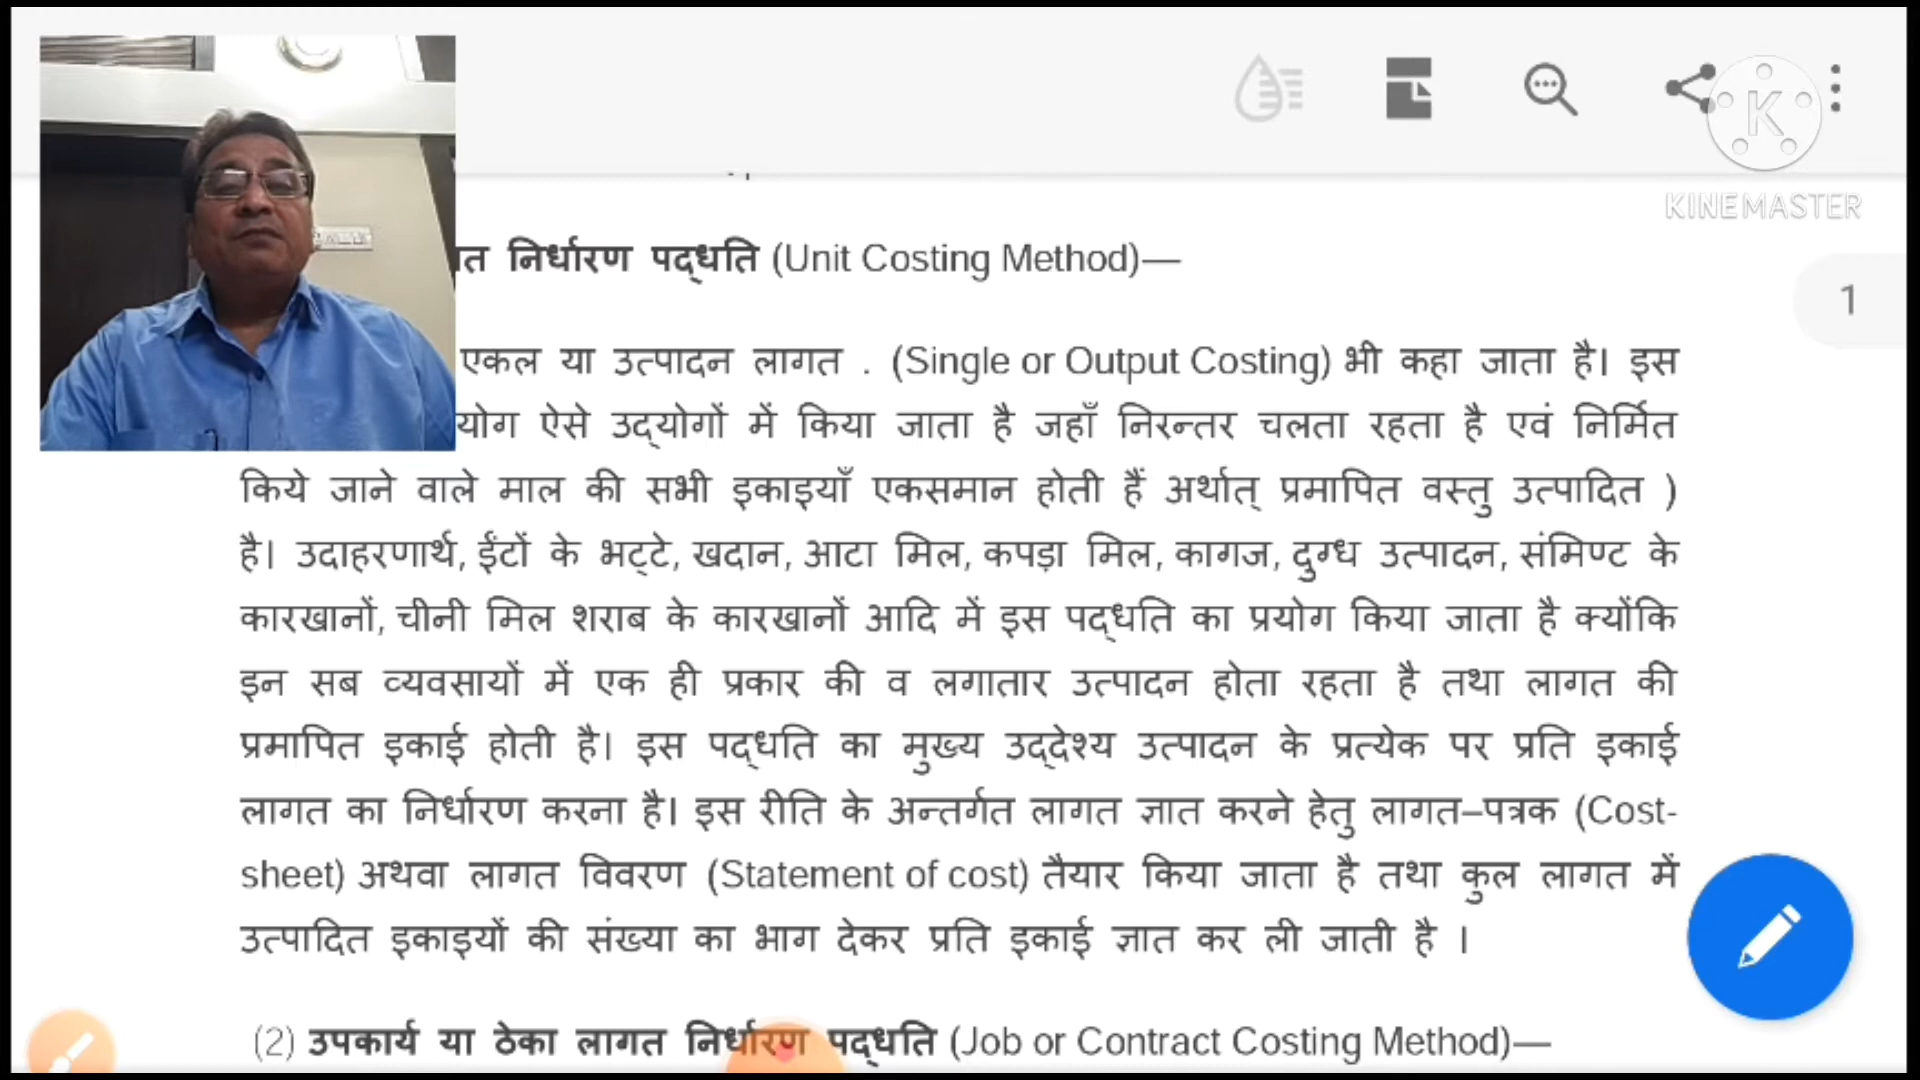 KINEMASTER
1
निर्धारण पद्धति (Unit Costing Method)—
एकल या उत्पादन लागत . (Single or Output Costing) भी कहा जाता है। इस
ऐसे उद्योगों में किया जाता है जहाँ निरन्तर चलता रहता है एवं निर्मित
किये जाने वाले माल की सभी इकाइयाँ एकसमान होती हैं अर्थात् प्रमापित वस्तु उत्पादित )
है। उदाहरणार्थ, ईंटों के भट्टे, खदान, आटा मिल, कपड़ा मिल, कागज, दुग्ध उत्पादन, संमिण्ट के
कारखानों, चीनी मिल शराब के कारखानों आदि में इस पद्धति का प्रयोग किया जाता है क्योंकि
इन सब व्यवसायों में एक ही प्रकार की व लगातार उत्पादन होता रहता है तथा लागत की
प्रमापित इकाई होती है। इस पद्धति का मुख्य उद्देश्य उत्पादन के प्रत्येक पर प्रति इकाई
लागत का निर्धारण करना है। इस रीति के अन्तर्गत लागत ज्ञात करने हेतु लागत–पत्रक (Cost-
sheet) अथवा लागत विवरण (Statement of cost) तैयार किया जाता है तथा कुल लागत में
उत्पादित इकाइयों की संख्या का भाग देकर प्रति इकाई ज्ञात कर ली जाती है ।
(2) उपकार्य या ठेका लागत निर्धारण पद्धति (Job or Contract Costing Method)—